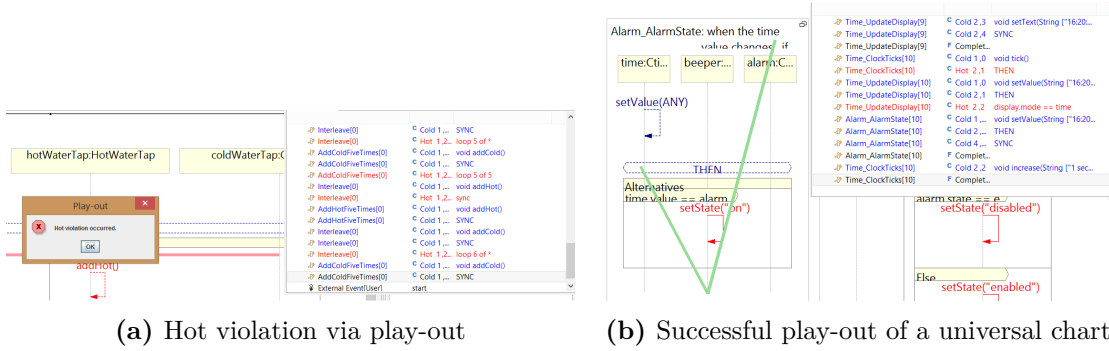 hotWaterTap:HotWaterTap
coldWaterTap:
Play-out
Hot violation occurred.
OK
addHot()
Interleave[0] C Cold 1,... SYNC
Interleave[0] C Hot 1,2... loop 5 of *
AddColdFiveTimes[0] C Cold 1,... void addCold()
AddColdFiveTimes[0] C Cold 1,... SYNC
AddColdFiveTimes[0] C Hot 1,2... loop 5 of 5
Interleave[0] C Cold 1,... void addHot()
Interleave[0] C Hot 1,2... sync
AddHotFiveTimes[0] C Cold 1,... void addHot()
AddHotFiveTimes[0] C Cold 1,... SYNC
Interleave[0] C Cold 1,... SYNC
Interleave[0] C Hot 1,2... loop 6 of *
AddColdFiveTimes[0] C Cold 1,... void addCold()
AddColdFiveTimes[0] C Cold 1,... SYNC
External Event[User] start
(a) Hot violation via play-out
Alarm_AlarmState: when the time
value changes, if
time:Cti...
beeper:...
alarm:C...
setValue(ANY)
THEN
Alternatives
time.value == alarm
setState("on")
Time_UpdateDisplay[9] C Cold 2 ,3 void setText(String ["16:20:...
Time_UpdateDisplay[9] C Cold 2 ,4 SYNC
Time_UpdateDisplay[9] F Complet...
Time_ClockTicks[10] C Cold 1 ,0 void tick()
Time_ClockTicks[10] C Hot 2 ,1 THEN
Time_UpdateDisplay[10] C Cold 1 ,0 void setValue(String ["16:20...
Time_UpdateDisplay[10] C Cold 2 ,1 THEN
Time_UpdateDisplay[10] C Hot 2 ,2 display.mode == time
Alarm_AlarmState[10] C Cold 1 ,... void setValue(String ["16:20...
Alarm_AlarmState[10] C Cold 2 ,... THEN
Alarm_AlarmState[10] C Cold 4 ,... SYNC
Alarm_AlarmState[10] F Complet...
Time_ClockTicks[10] C Cold 2 ,2 void increase(String ["1 sec...
Time_ClockTicks[10] F Complet...
alarm.state == e
setState("disabled")
Else
setState("enabled")
(b) Successful play-out of a universal chart